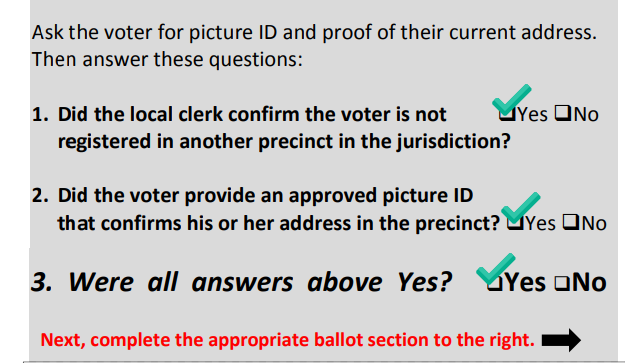 Ask the voter for picture ID and proof of their current address.
Then answer these questions:
1. Did the local clerk confirm the voter is not ❑Yes ❑No
registered in another precinct in the jurisdiction?
2. Did the voter provide an approved picture ID
that confirms his or her address in the precinct? ❑Yes ❑No
3. Were all answers above Yes? ❑Yes ❑No
Next, complete the appropriate ballot section to the right.